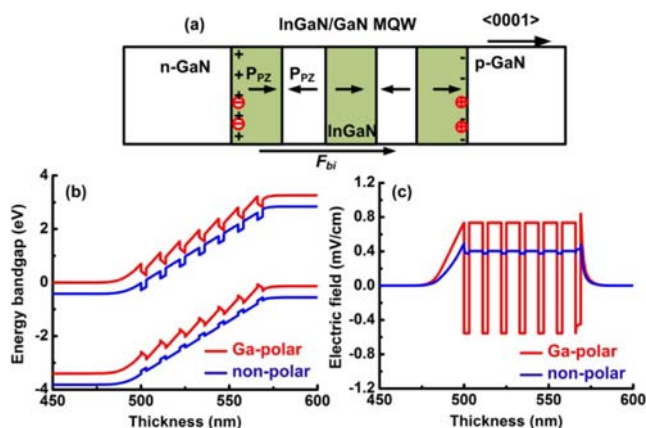 (a) InGaN/GaN MQW <0001>
n-GaN P_PZ P_PZ p-GaN
+ - 
+ -
InGaN
F_bi
(b)
Energy bandgap (eV)
4
2
0
-2
-4
Ga-polar
non-polar
450 500 550 600
Thickness (nm)
(c)
Electric field (mV/cm)
1.2
0.8
0.4
0.0
-0.4
-0.8
-1.2
Ga-polar
non-polar
450 500 550 600
Thickness (nm)